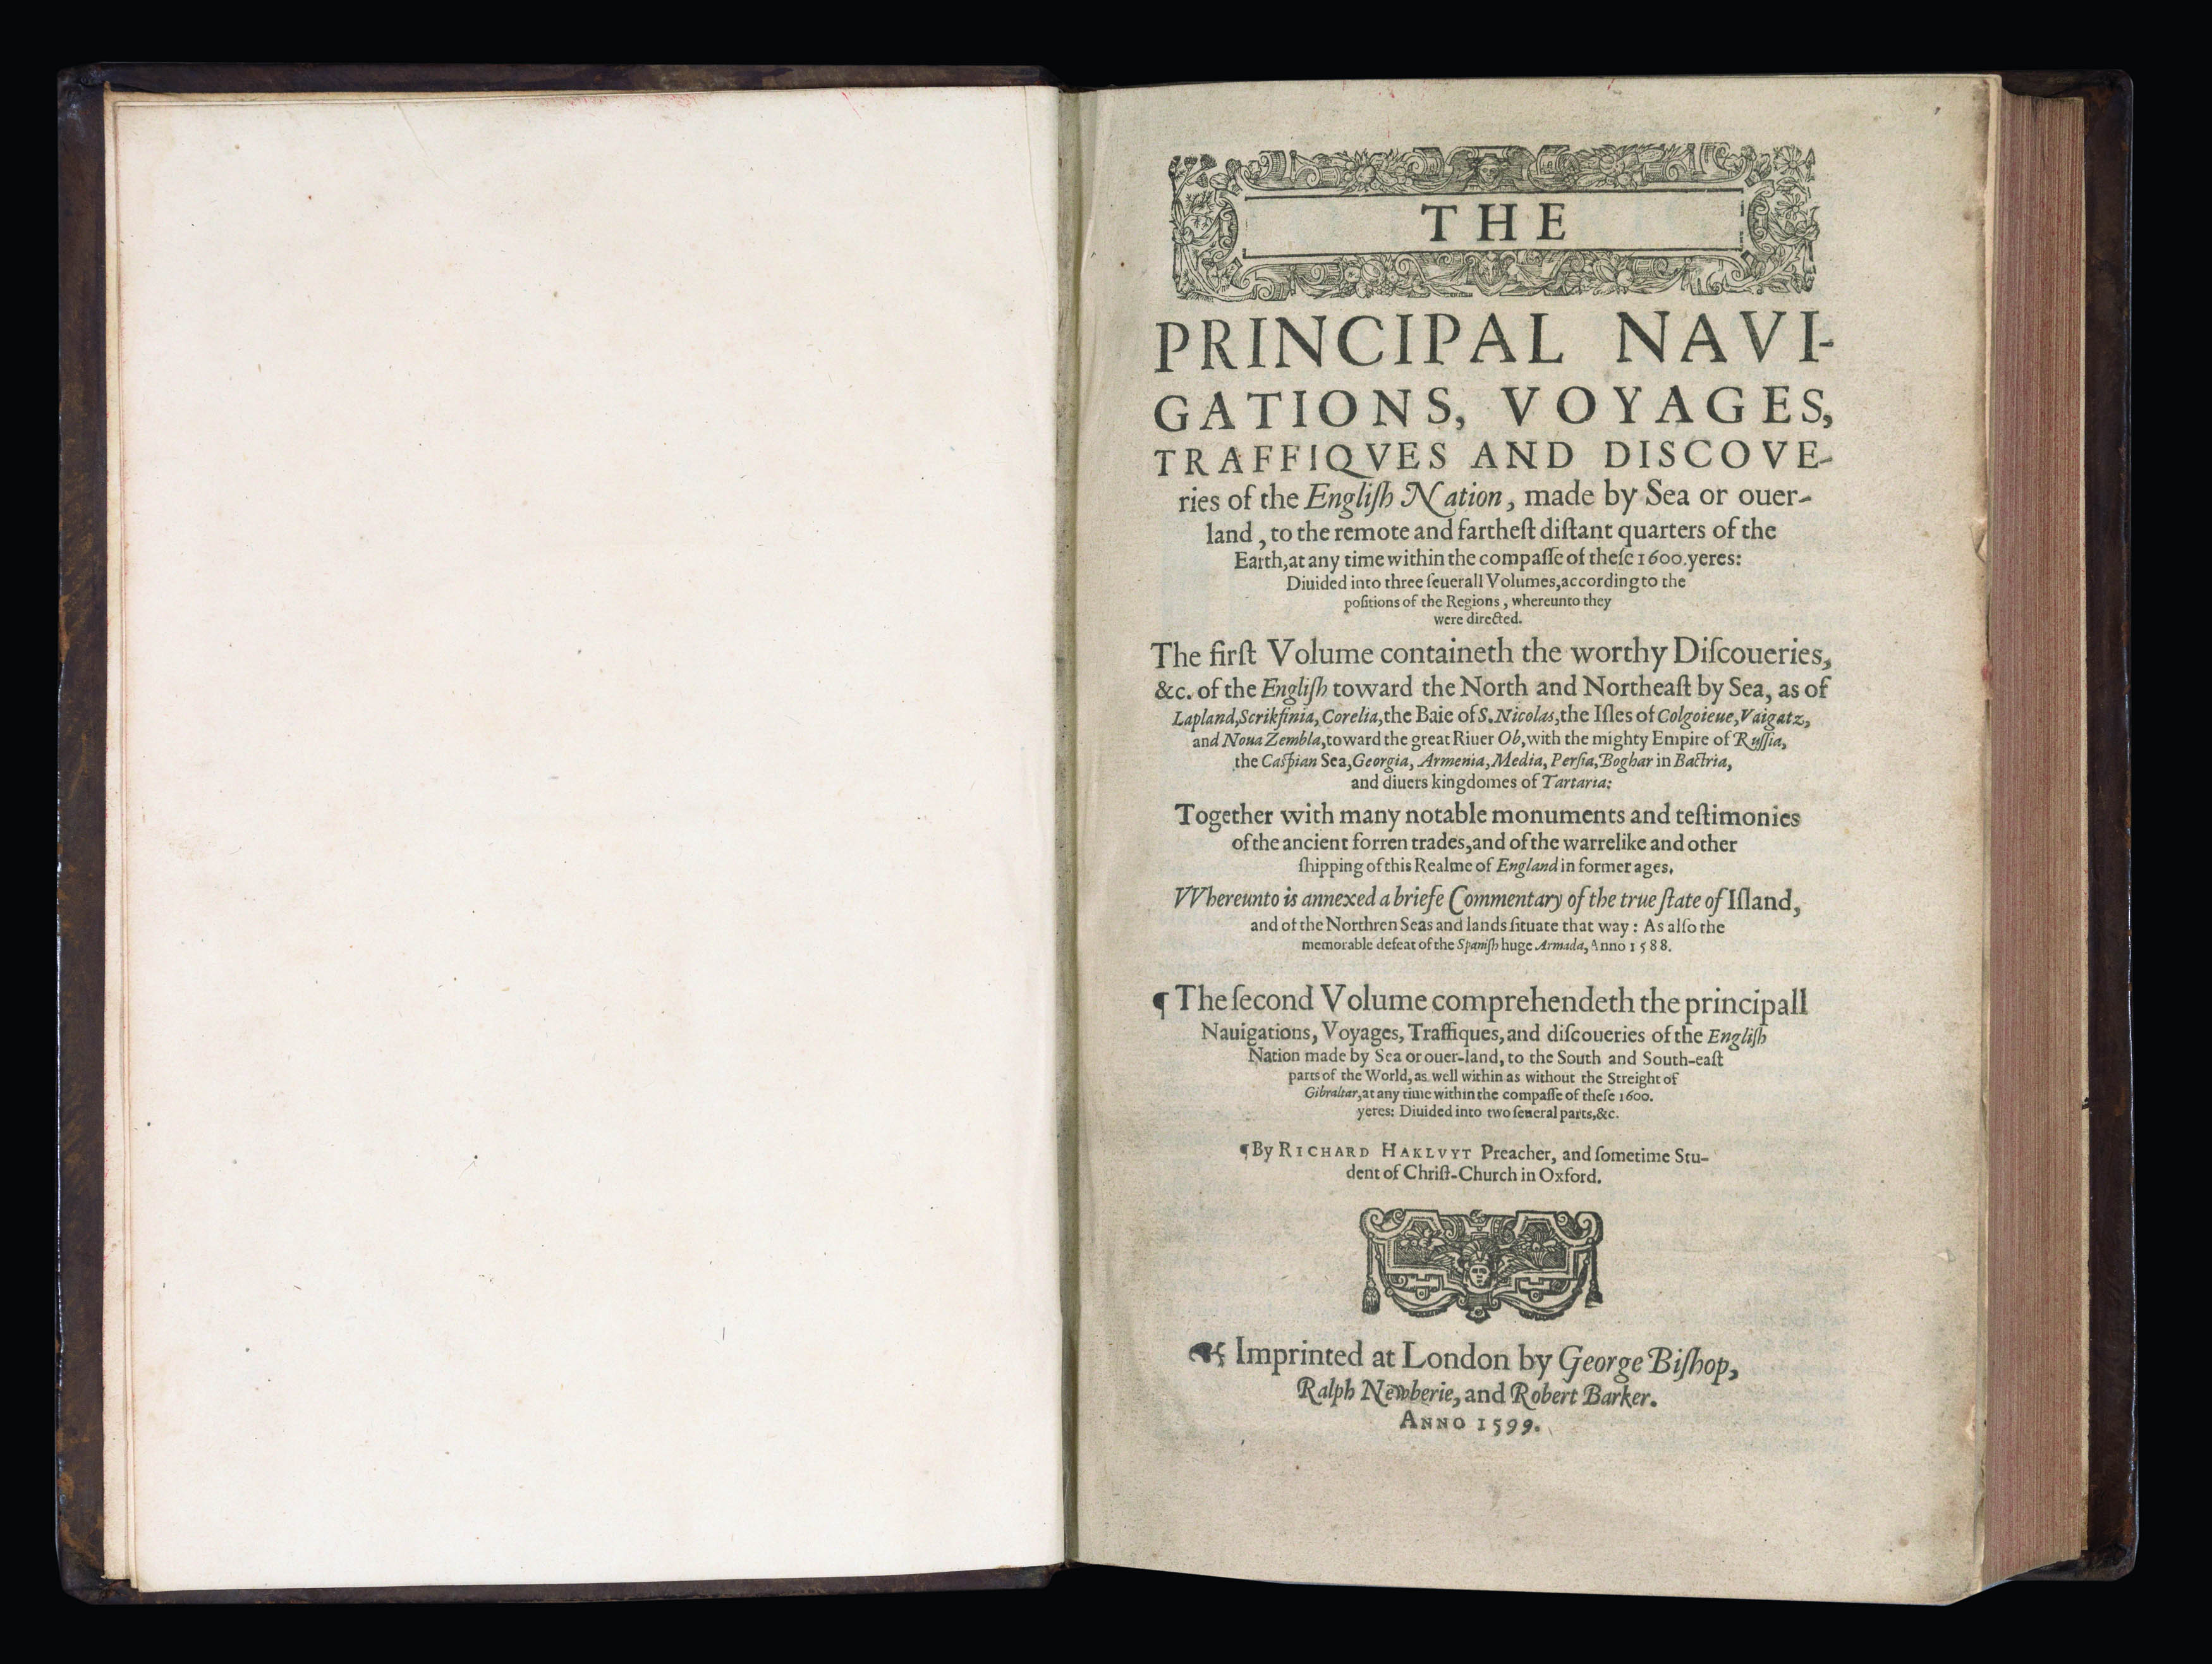 THE
PRINCIPAL NAVI-
GATIONS, VOYAGES,
TRAFFIQVES AND DISCOVE-
ries of the Engliſh Nation, made by Sea or ouer-
land, to the remote and fartheſt diſtant quarters of the
Earth, at any time within the compaſſe of theſe 1600. yeres:
Diuided into three ſeuerall Volumes, according to the
poſitions of the Regions, whereunto they
were directed.
The firſt Volume containeth the worthy Diſcoueries,
&c. of the Engliſh toward the North and Northeaſt by Sea, as of
Lapland, Scrikfinia, Corelia, the Baie of S. Nicolas, the Iſles of Colgoieue, Vaigatz,
and Noua Zembla, toward the great Riuer Ob, with the mighty Empire of Ruſſia,
the Caſpian Sea, Georgia, Armenia, Media, Perſia, Boghar in Bactria,
and diuers kingdomes of Tartaria:
Together with many notable monuments and teſtimonies
of the ancient forren trades, and of the warrelike and other
ſhipping of this Realme of England in former ages.
VVhereunto is annexed a briefe Commentary of the true ſtate of Iſland,
and of the Northren Seas and lands ſituate that way: As alſo the
memorable defeat of the Spaniſh huge Armada, Anno 1588.
¶ The ſecond Volume comprehendeth the principall
Nauigations, Voyages, Traffiques, and diſcoueries of the Engliſh
Nation made by Sea or ouer-land, to the South and South-eaſt
parts of the World, as well within as without the Streight of
Gibraltar, at any time within the compaſſe of theſe 1600.
yeres: Diuided into two ſeueral parts, &c.
¶ By RICHARD HAKLVYT Preacher, and ſometime Stu-
dent of Chriſt-Church in Oxford.
☙ Imprinted at London by George Biſhop,
Ralph Newberie, and Robert Barker.
ANNO 1599.